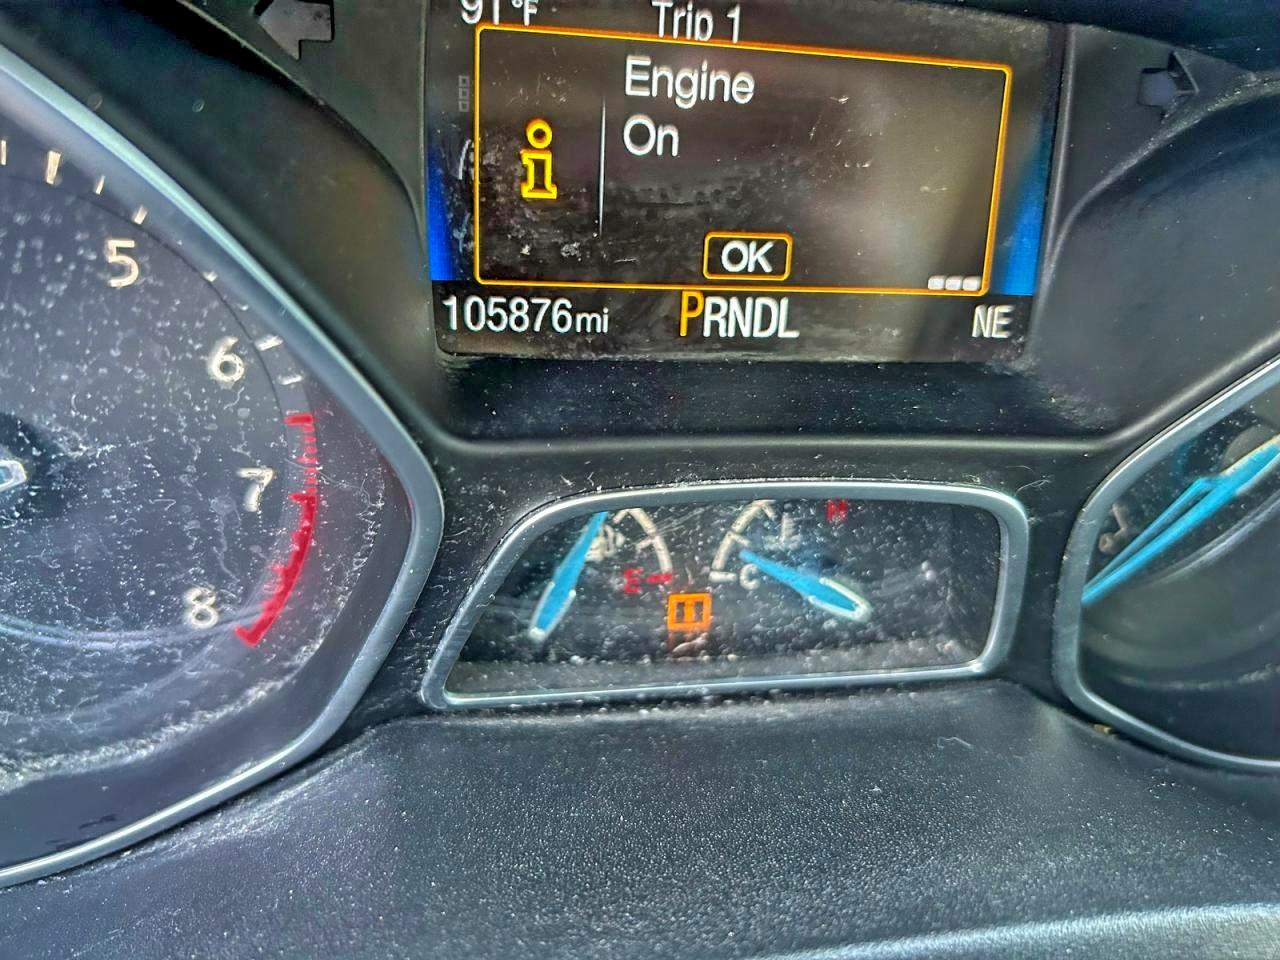 91°F Trip 1
Engine
On
OK
105876mi PRNDL NE
5
6
7
8
E C H